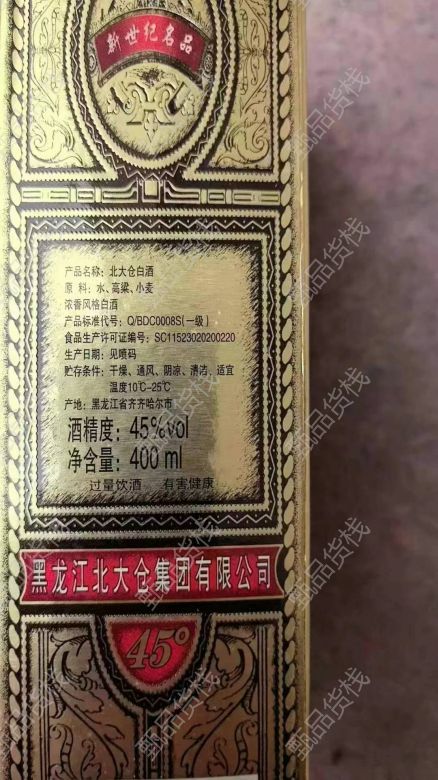 新世纪名品
产品名称：北大仓白酒
原 料：水、高粱、小麦
浓香风格白酒
产品标准代号：Q/BDC0008S(一级)
食品生产许可证编号：SC11523020200220
生产日期：见喷码
贮存条件：干燥、通风、阴凉、清洁、适宜
温度10℃-25℃
产地：黑龙江省齐齐哈尔市
酒精度：45%vol
净含量：400 ml
过量饮酒 有害健康
黑龙江北大仓集团有限公司
45°
甄品货栈